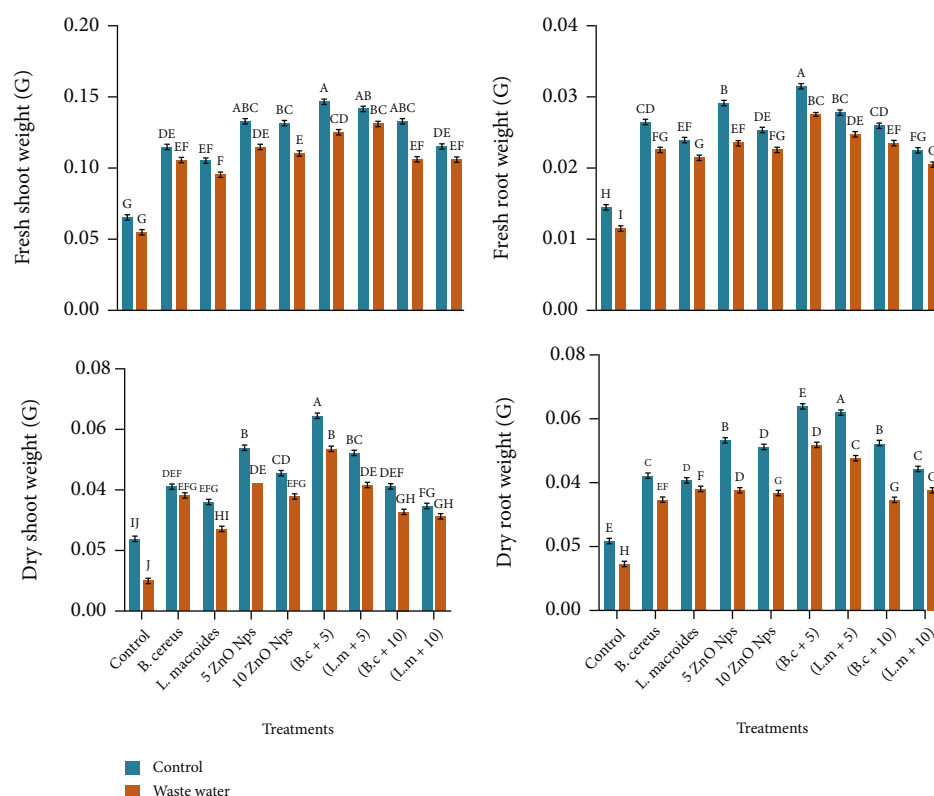 Fresh shoot weight (G)
0.20
0.15
0.10
0.05
0.00
G G DE EF EF F ABC DE BC E A CD AB BC ABC EF DE EF
Fresh root weight (G)
0.04
0.03
0.02
0.01
0.00
H I CD FG EF G B EF DE FG A BC BC DE CD EF FG
Dry shoot weight (G)
0.08
0.06
0.04
0.05
0.00
IJ J DEF EFG EFG HI B DE CD EFG A B BC DE DEF GH FG GH
Control
B. cereus
L. macroides
5 ZnO Nps
10 ZnO Nps
(B.c + 5)
(L.m + 5)
(B.c + 10)
(L.m + 10)
Treatments
Dry root weight (G)
0.08
0.06
0.04
0.05
0.00
E H C EF D F B D D G E D A C B G C
Control
B. cereus
L. macroides
5 ZnO Nps
10 ZnO Nps
(B.c + 5)
(L.m + 5)
(B.c + 10)
(L.m + 10)
Treatments
Control
Waste water